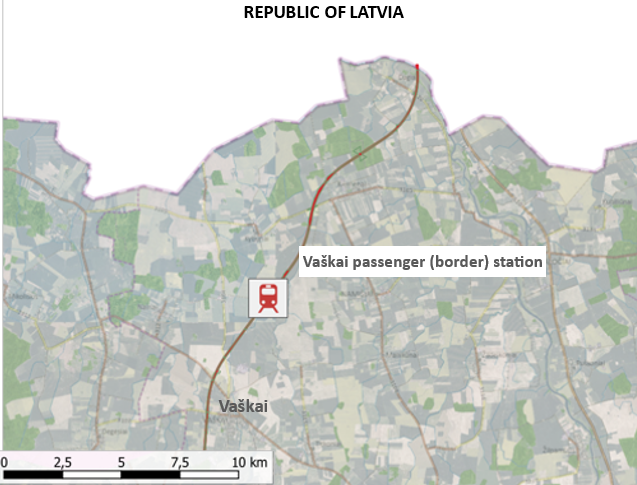 REPUBLIC OF LATVIA
Vaškai passenger (border) station
Vaškai
0 2,5 5 7,5 10 km